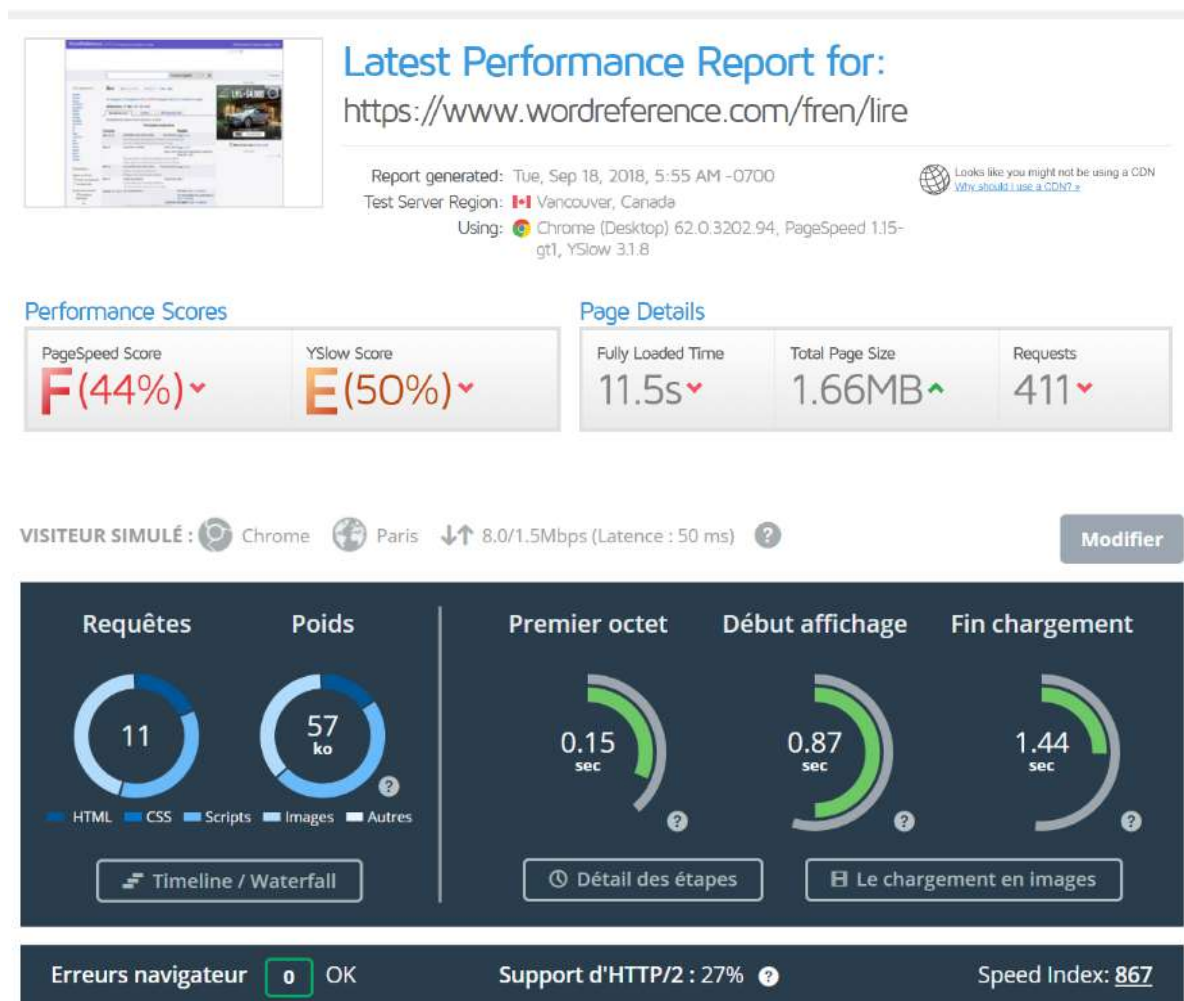 Latest Performance Report for:
https://www.wordreference.com/fren/lire
Report generated: Tue, Sep 18, 2018, 5:55 AM -0700
Test Server Region: Vancouver, Canada
Using: Chrome (Desktop) 62.0.3202.94, PageSpeed 1.15-
gt1, YSlow 3.1.8
Looks like you might not be using a CDN
Why should I use a CDN? »
Performance Scores
PageSpeed Score
F(44%)
YSlow Score
E(50%)
Page Details
Fully Loaded Time
11.5s
Total Page Size
1.66MB
Requests
411
VISITEUR SIMULÉ : Chrome Paris 8.0/1.5Mbps (Latence : 50 ms) ?
Modifier
Requêtes
11
Poids
57
ko
?
HTML CSS Scripts Images Autres
Timeline / Waterfall
Premier octet
0.15
sec
?
Début affichage
0.87
sec
?
Fin chargement
1.44
sec
?
Détail des étapes
Le chargement en images
Erreurs navigateur 0 OK
Support d'HTTP/2 : 27% ?
Speed Index: 867